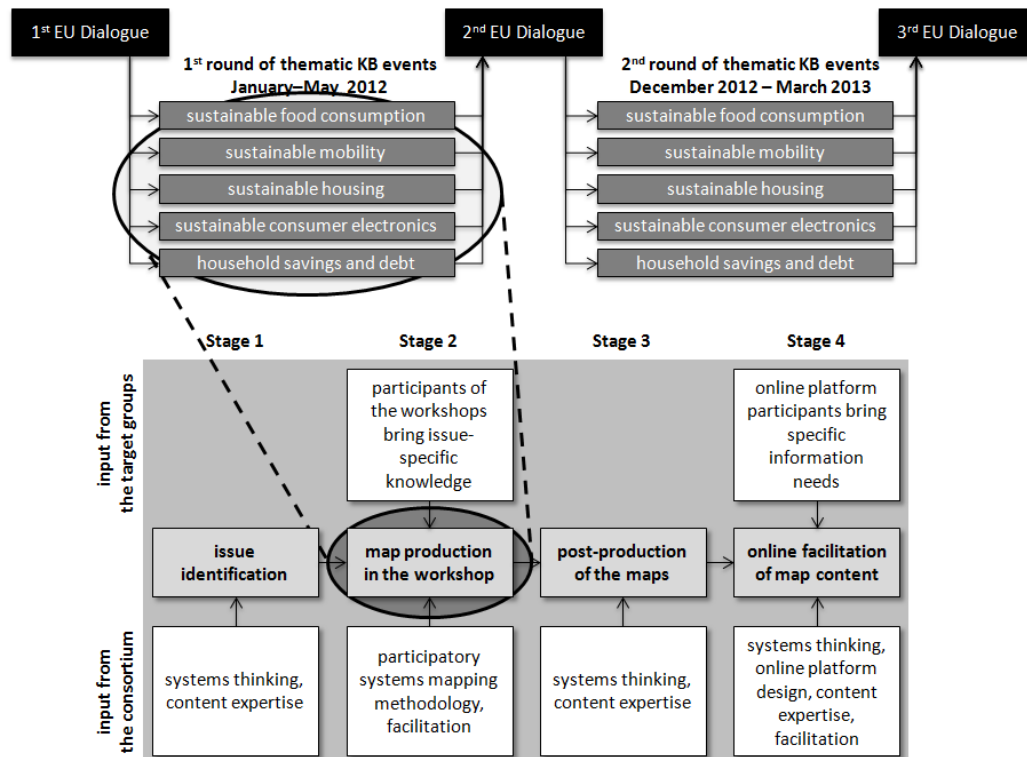 1st EU Dialogue
2nd EU Dialogue
3rd EU Dialogue
1st round of thematic KB events
January–May 2012
2nd round of thematic KB events
December 2012 – March 2013
sustainable food consumption
sustainable mobility
sustainable housing
sustainable consumer electronics
household savings and debt
sustainable food consumption
sustainable mobility
sustainable housing
sustainable consumer electronics
household savings and debt
Stage 1
Stage 2
Stage 3
Stage 4
input from
the target groups
participants of
the workshops
bring issue-
specific
knowledge
online platform
participants bring
specific
information
needs
issue
identification
map production
in the workshop
post-production
of the maps
online facilitation
of map content
input from
the consortium
systems thinking,
content expertise
participatory
systems mapping
methodology,
facilitation
systems thinking,
content expertise
systems thinking,
online platform
design, content
expertise,
facilitation